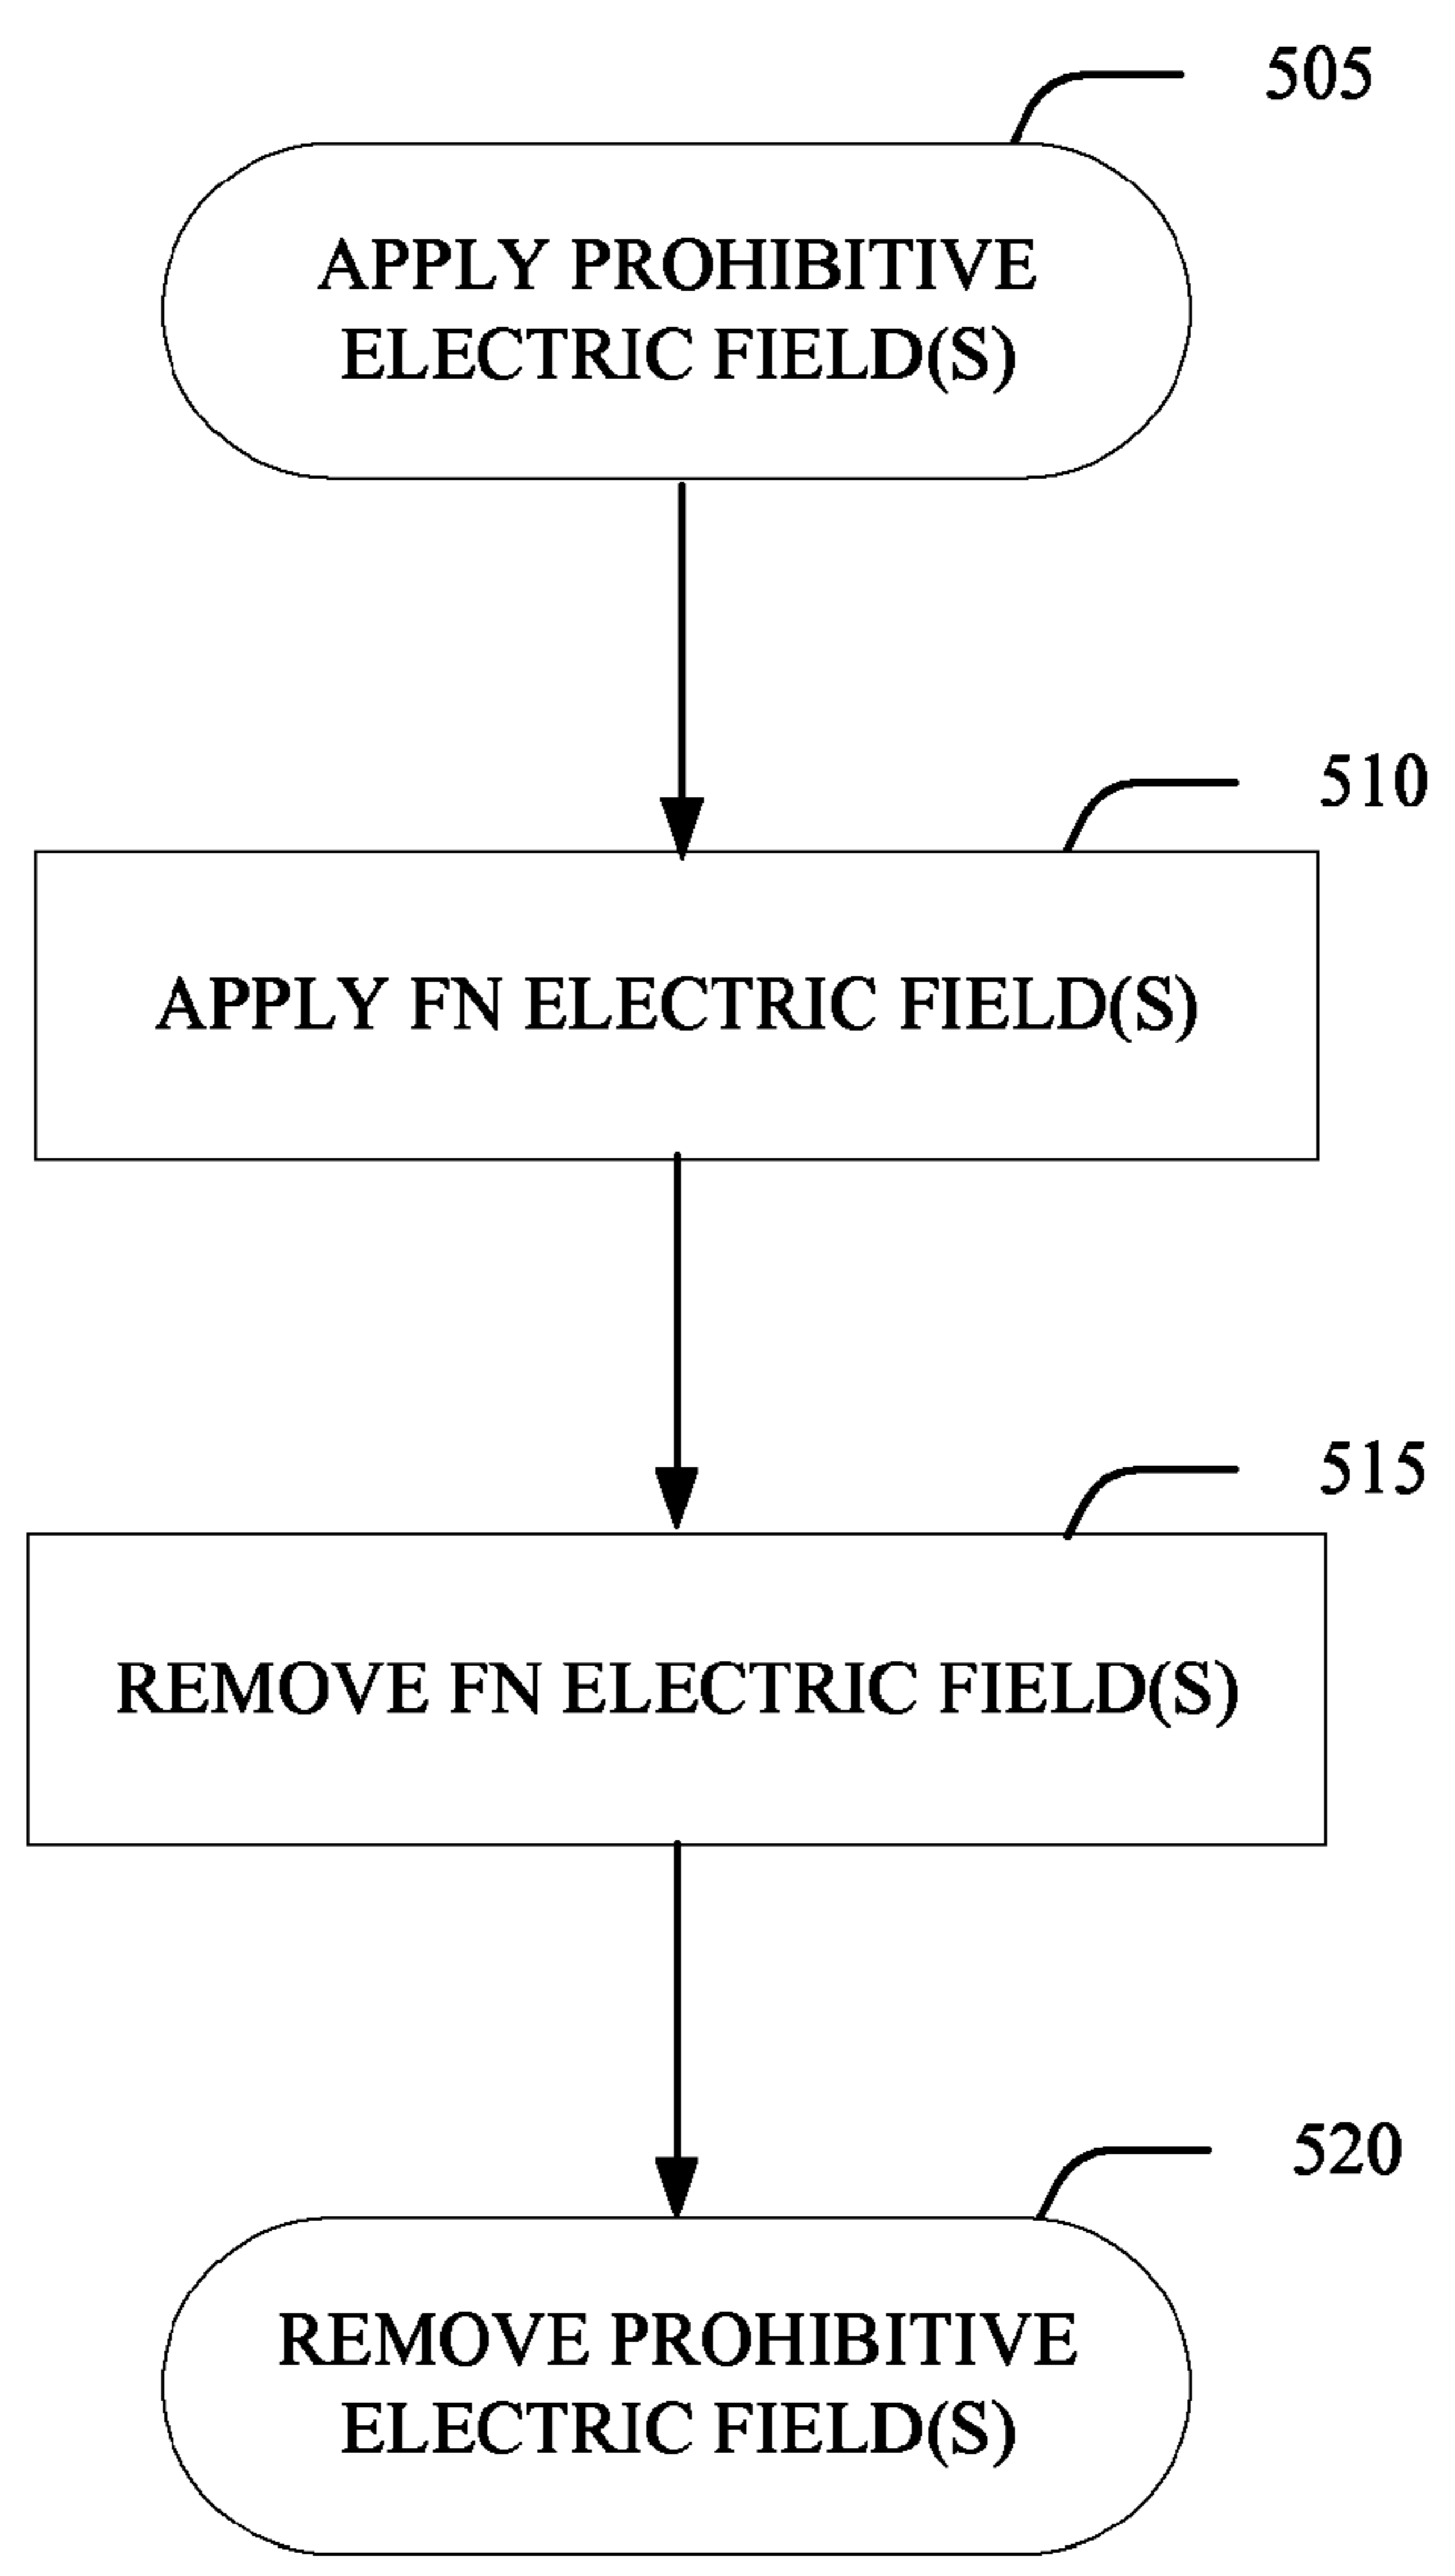 505
APPLY PROHIBITIVE
ELECTRIC FIELD(S)
510
APPLY FN ELECTRIC FIELD(S)
515
REMOVE FN ELECTRIC FIELD(S)
520
REMOVE PROHIBITIVE
ELECTRIC FIELD(S)